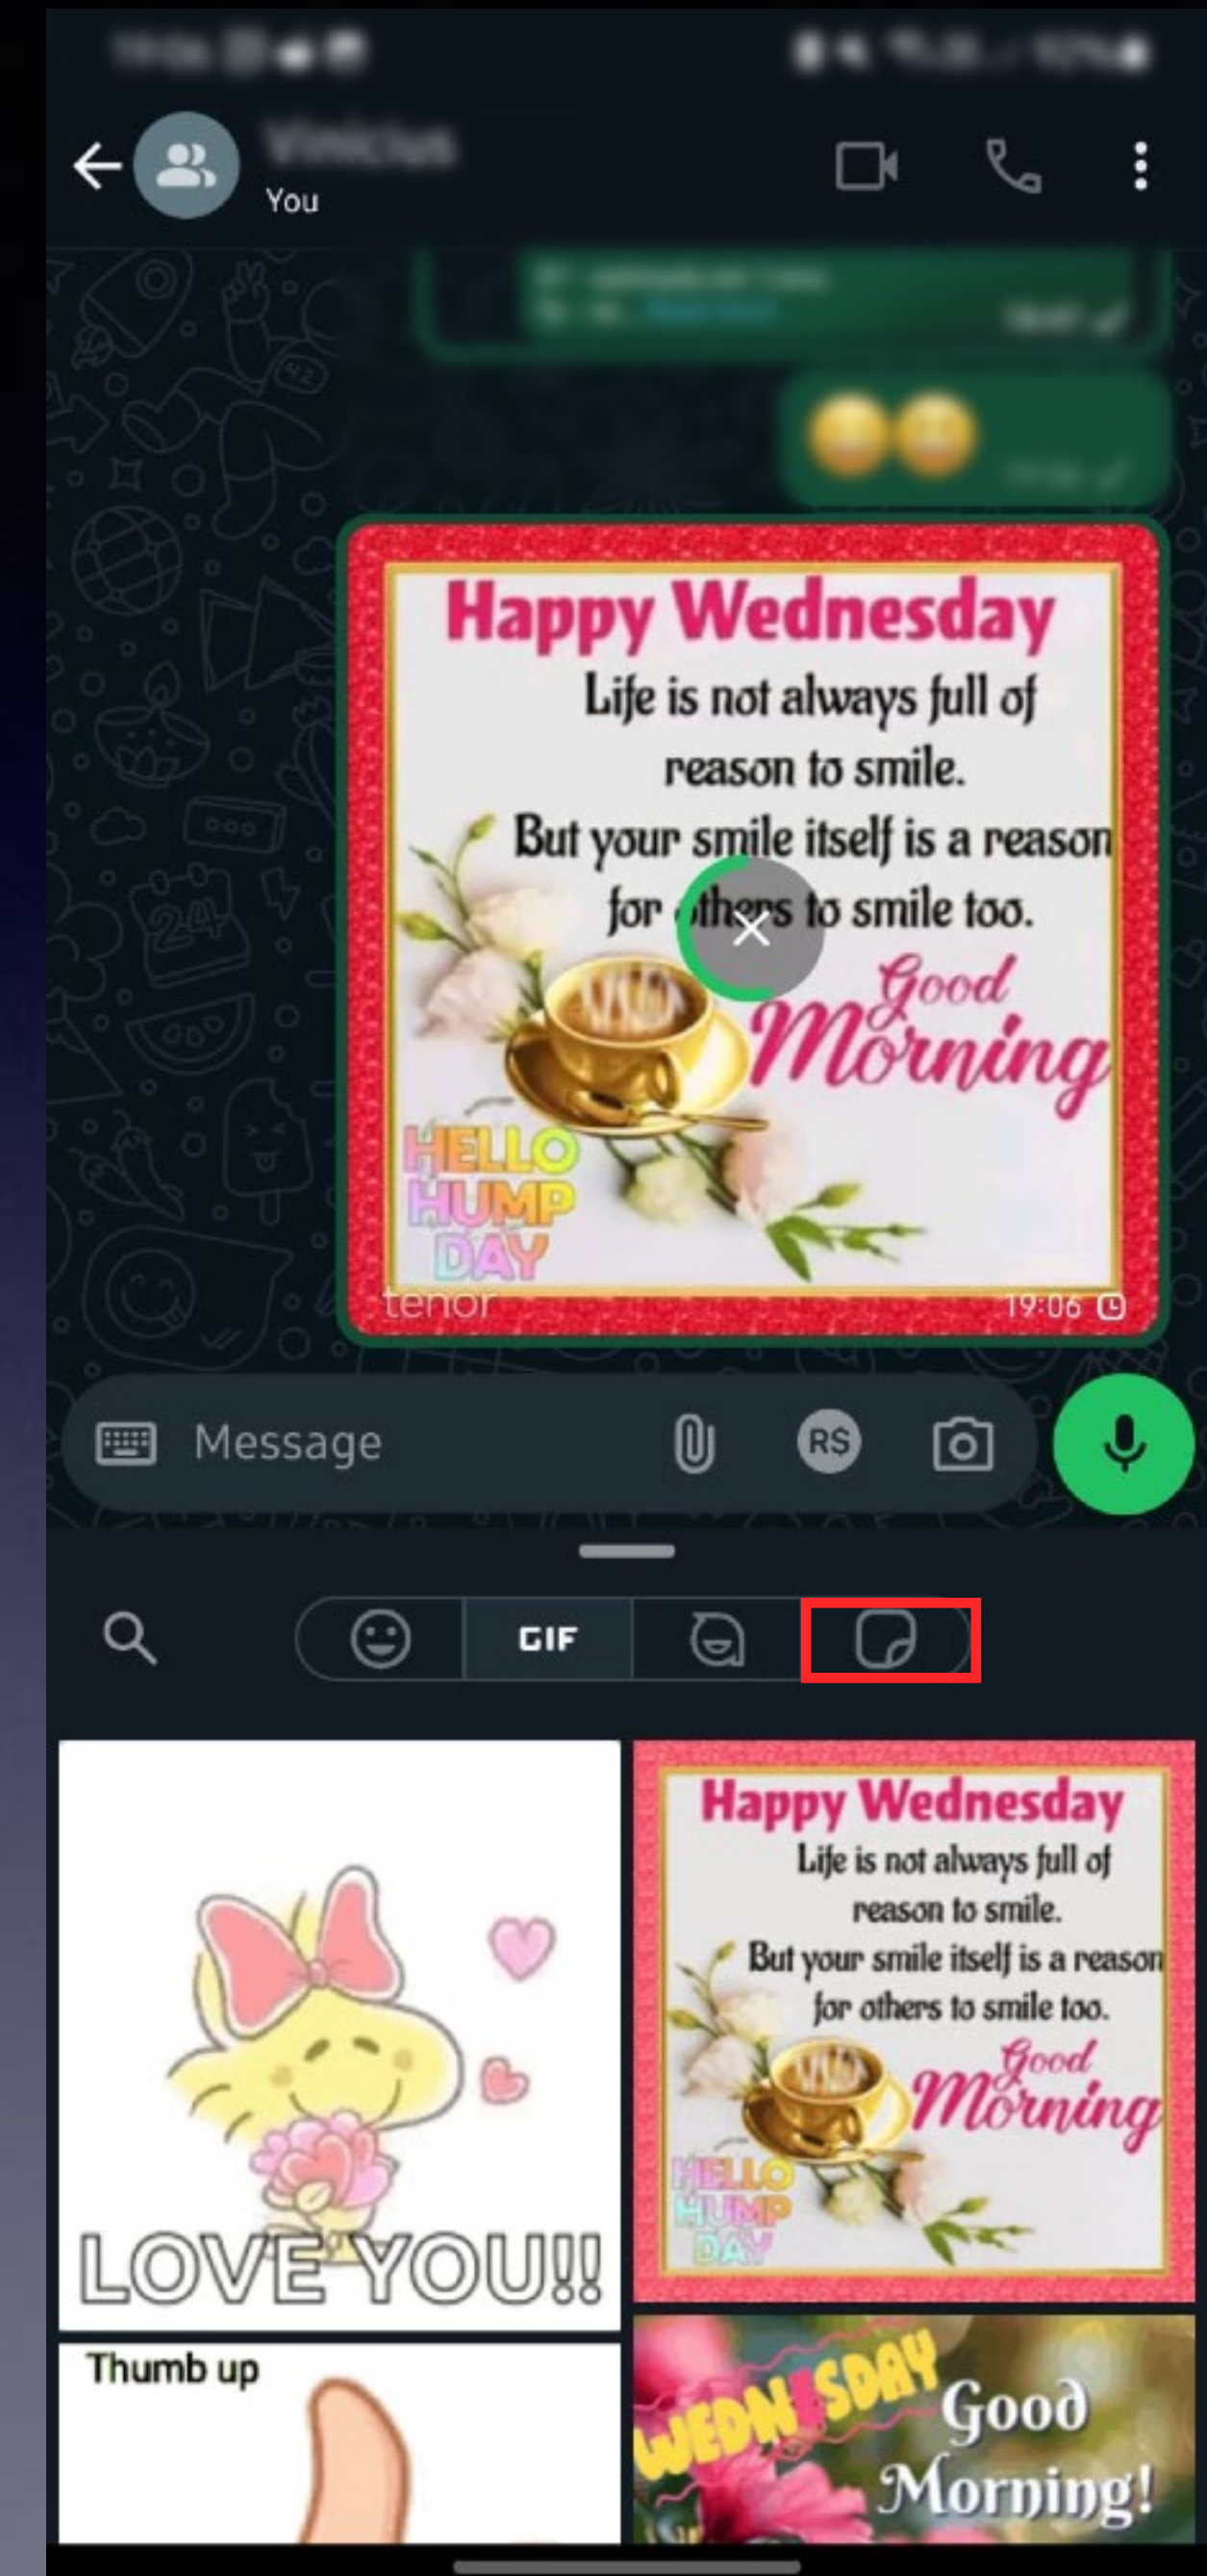 You
Happy Wednesday
Life is not always full of
reason to smile.
But your smile itself is a reason
for others to smile too.
Good
Morning
HELLO
HUMP
DAY
tenor
19:06
Message
R$
GIF
LOVE YOU!!
Happy Wednesday
Life is not always full of
reason to smile.
But your smile itself is a reason
for others to smile too.
Good
Morning
HELLO
HUMP
DAY
Thumb up
WEDNESDAY
Good
Morning!